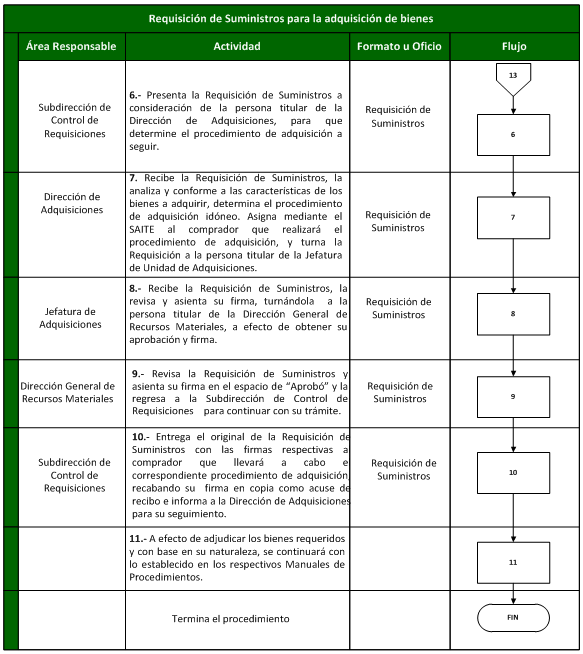 Requisición de Suministros para la adquisición de bienes
Área Responsable
Actividad
Formato u Oficio
Flujo
13
Subdirección de
Control de
Requisiciones
6.- Presenta la Requisición de Suministros a
consideración de la persona titular de la
Dirección de Adquisiciones, para que
determine el procedimiento de adquisición a
seguir.
Requisición de
Suministros
6
Dirección de
Adquisiciones
7. Recibe la Requisición de Suministros, la
analiza y conforme a las características de los
bienes a adquirir, determina el procedimiento
de adquisición idóneo. Asigna mediante el
SAITE al comprador que realizará el
procedimiento de adquisición, y turna la
Requisición a la persona titular de la Jefatura
de Unidad de Adquisiciones.
Requisición de
Suministros
7
Jefatura de
Adquisiciones
8.- Recibe la Requisición de Suministros, la
revisa y asienta su firma, turnándola a la
persona titular de la Dirección General de
Recursos Materiales, a efecto de obtener su
aprobación y firma.
Requisición de
Suministros
8
Dirección General de
Recursos Materiales
9.- Revisa la Requisición de Suministros y
asienta su firma en el espacio de “Aprobó” y la
regresa a la Subdirección de Control de
Requisiciones para continuar con su trámite.
Requisición de
Suministros
9
Subdirección de
Control de
Requisiciones
10.- Entrega el original de la Requisición de
Suministros con las firmas respectivas a
comprador que llevará a cabo e
correspondiente procedimiento de adquisición,
recabando su firma en copia como acuse de
recibo e informa a la Dirección de Adquisiciones
para su seguimiento.
Requisición de
Suministros
10
11.- A efecto de adjudicar los bienes requeridos
y con base en su naturaleza, se continuará con
lo establecido en los respectivos Manuales de
Procedimientos.
11
Termina el procedimiento
FIN